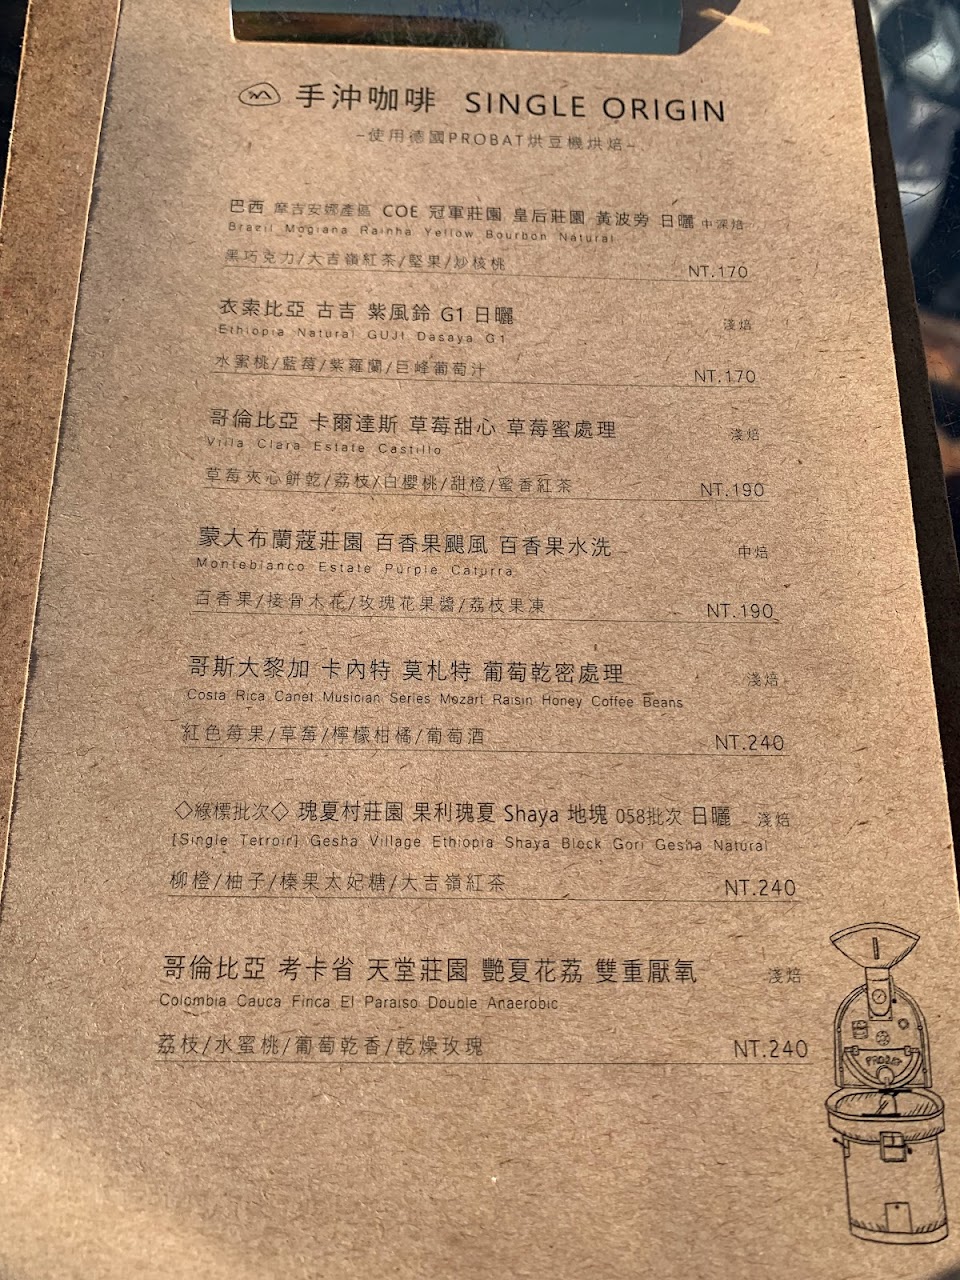 手沖咖啡 SINGLE ORIGIN
–使用德國PROBAT烘豆機烘焙–
巴西 摩吉安娜產區 COE 冠軍莊園 皇后莊園 黃波旁 日曬 中深焙
Brazil Mogiana Rainha Yellow Bourbon Natural
黑巧克力/大吉嶺紅茶/堅果/炒核桃 NT.170
衣索比亞 古吉 紫風鈴 G1 日曬 淺焙
Ethiopia Natural GUJI Dasaya G1
水蜜桃/藍莓/紫羅蘭/巨峰葡萄汁 NT.170
哥倫比亞 卡爾達斯 草莓甜心 草莓蜜處理 淺焙
Villa Clara Estate Castillo
草莓夾心餅乾/荔枝/白櫻桃/甜橙/蜜香紅茶 NT.190
蒙大布蘭蔻莊園 百香果颶風 百香果水洗 中焙
Monteblanco Estate Purple Caturra
百香果/接骨木花/玫瑰花果醬/荔枝果凍 NT.190
哥斯大黎加 卡內特 莫札特 葡萄乾密處理 淺焙
Costa Rica Canet Musician Series Mozart Raisin Honey Coffee Beans
紅色莓果/草莓/檸檬柑橘/葡萄酒 NT.240
◇綠標批次◇ 瑰夏村莊園 果利瑰夏 Shaya 地塊 058批次 日曬 淺焙
[Single Terroir] Gesha Village Ethiopia Shaya Block Gori Gesha Natural
柳橙/柚子/榛果太妃糖/大吉嶺紅茶 NT.240
哥倫比亞 考卡省 天堂莊園 艷夏花荔 雙重厭氧 淺焙
Colombia Cauca Finca El Paraiso Double Anaerobic
荔枝/水蜜桃/葡萄乾香/乾燥玫瑰 NT.240
PROBAT